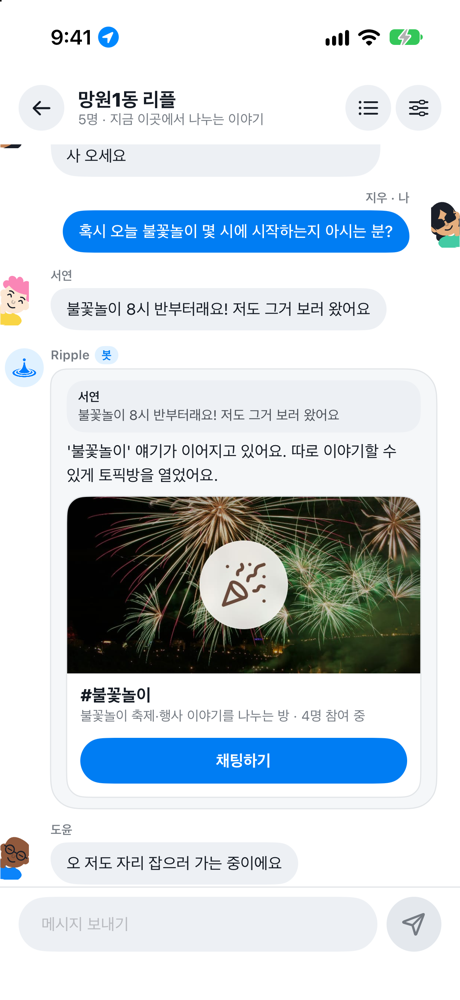 9:41
망원1동 리플
5명 · 지금 이곳에서 나누는 이야기
사 오세요
지우 · 나
혹시 오늘 불꽃놀이 몇 시에 시작하는지 아시는 분?
서연
불꽃놀이 8시 반부터래요! 저도 그거 보러 왔어요
Ripple 봇
서연
불꽃놀이 8시 반부터래요! 저도 그거 보러 왔어요
'불꽃놀이' 얘기가 이어지고 있어요. 따로 이야기할 수
있게 토픽방을 열었어요.
#불꽃놀이
불꽃놀이 축제·행사 이야기를 나누는 방 · 4명 참여 중
채팅하기
도윤
오 저도 자리 잡으러 가는 중이에요
메시지 보내기